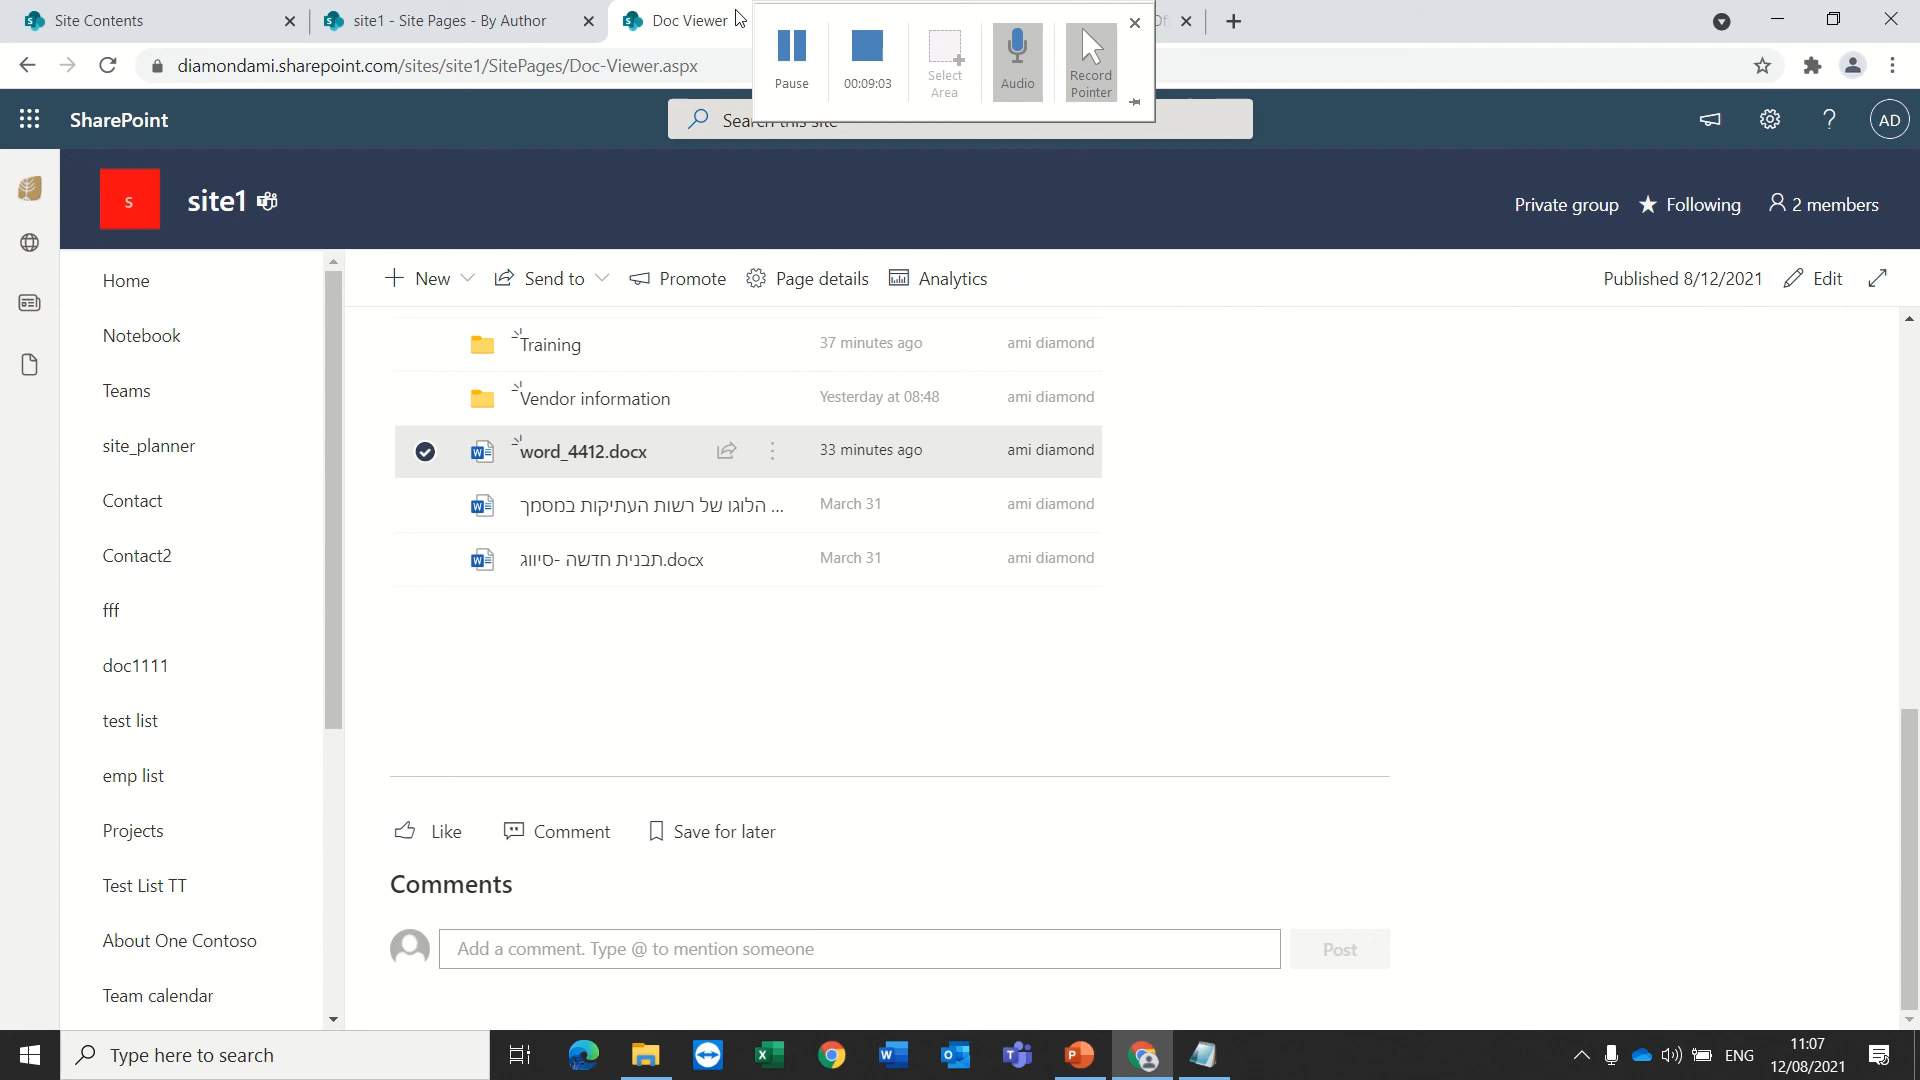 Site Contents
site1 - Site Pages - By Author
Doc Viewer
diamondami.sharepoint.com/sites/site1/SitePages/Doc-Viewer.aspx
Pause
00:09:03
Select Area
Audio
Record Pointer
SharePoint
Search this site
AD
S
site1
Private group
Following
2 members
Home
Notebook
Teams
site_planner
Contact
Contact2
fff
doc1111
test list
emp list
Projects
Test List TT
About One Contoso
Team calendar
New
Send to
Promote
Page details
Analytics
Published 8/12/2021
Edit
Training 37 minutes ago ami diamond
Vendor information Yesterday at 08:48 ami diamond
word_4412.docx 33 minutes ago ami diamond
הלוגו של רשות העתיקות במסמך ... March 31 ami diamond
תבנית חדשה -סיווג.docx March 31 ami diamond
Like
Comment
Save for later
Comments
Add a comment. Type @ to mention someone
Post
Type here to search
ENG
11:07
12/08/2021